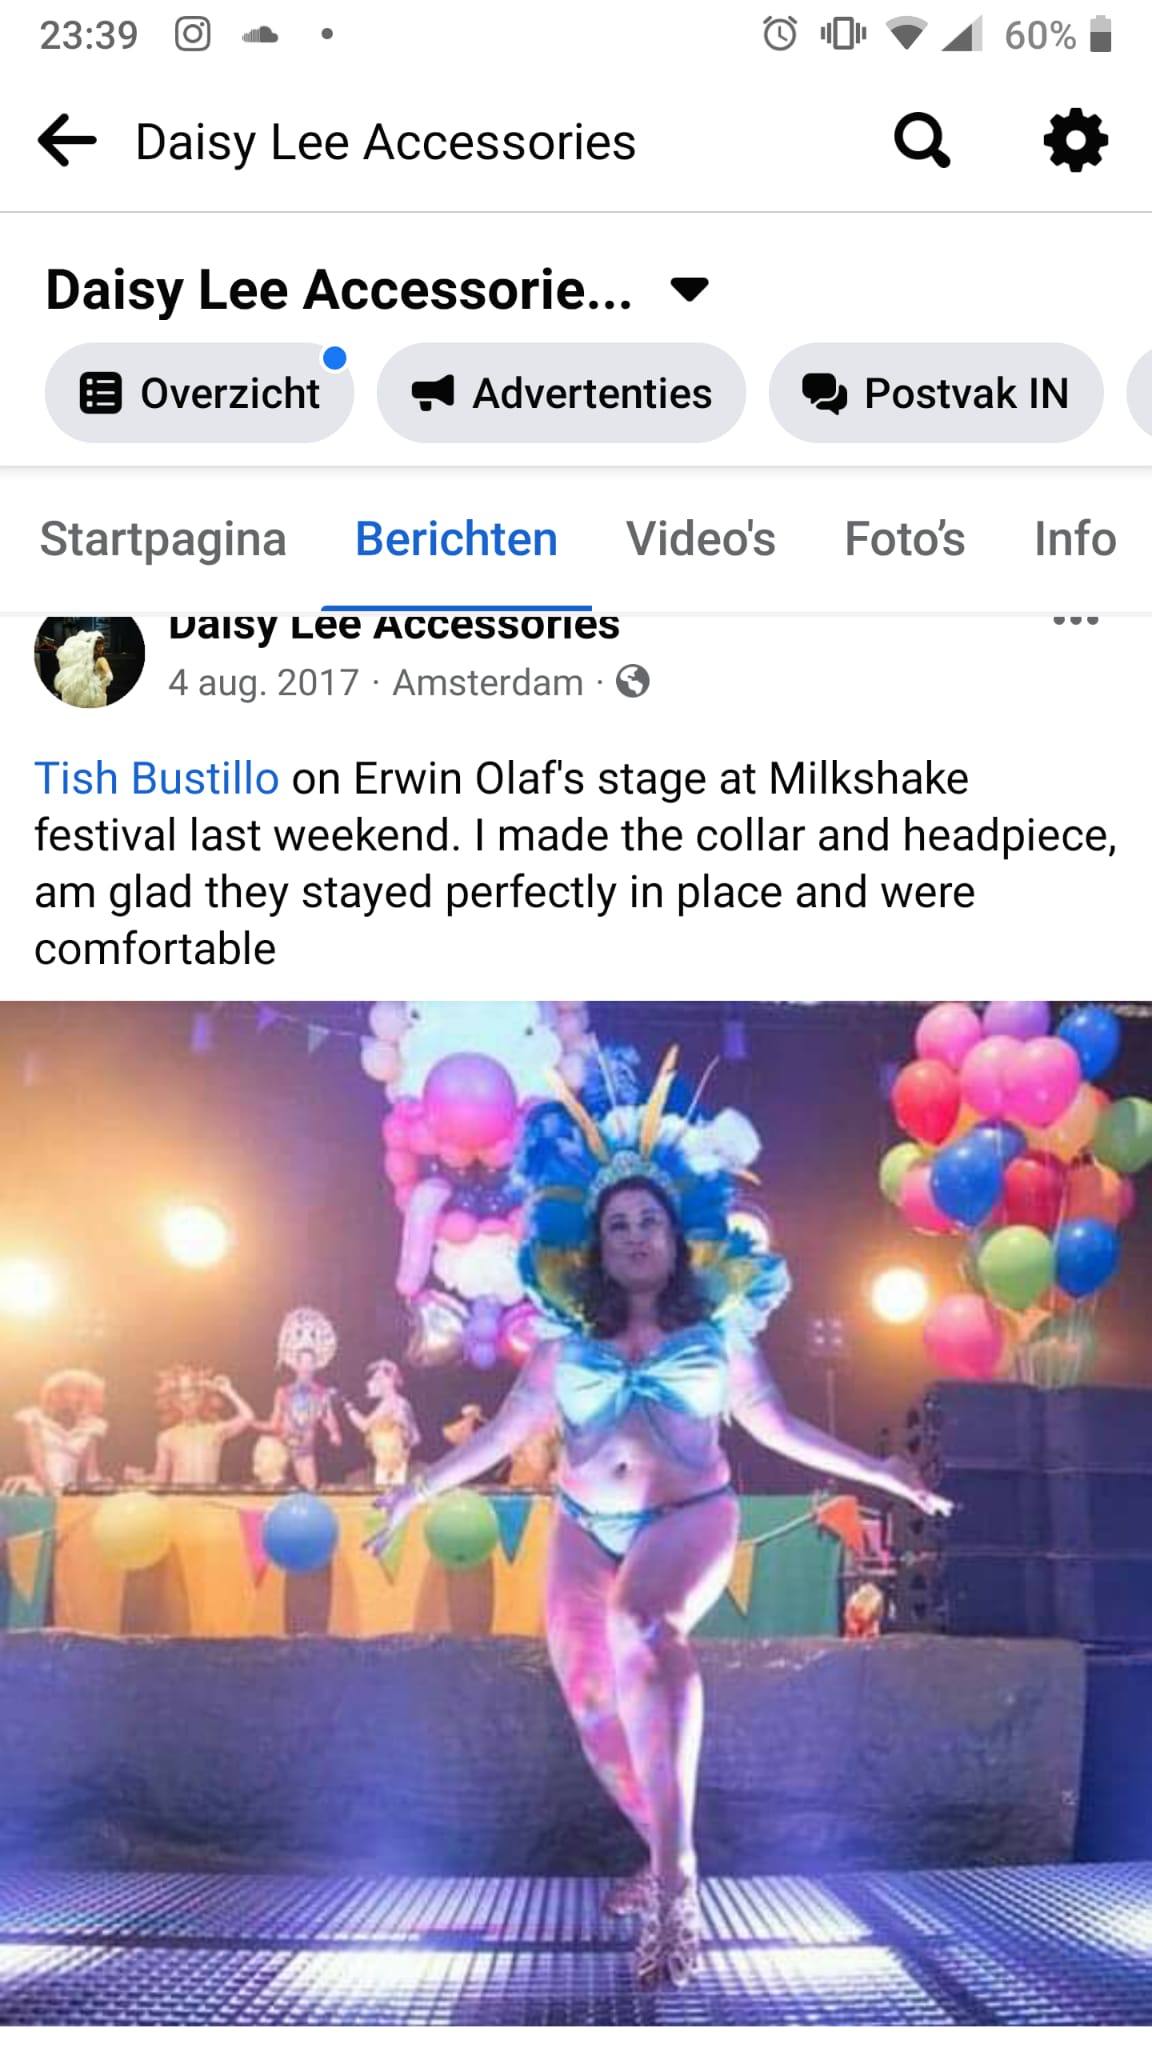 23:39
60%
Daisy Lee Accessories
Daisy Lee Accessorie...
Overzicht
Advertenties
Postvak IN
Startpagina
Berichten
Video's
Foto's
Info
Daisy Lee Accessories
4 aug. 2017 · Amsterdam ·
Tish Bustillo on Erwin Olaf's stage at Milkshake
festival last weekend. I made the collar and headpiece,
am glad they stayed perfectly in place and were
comfortable